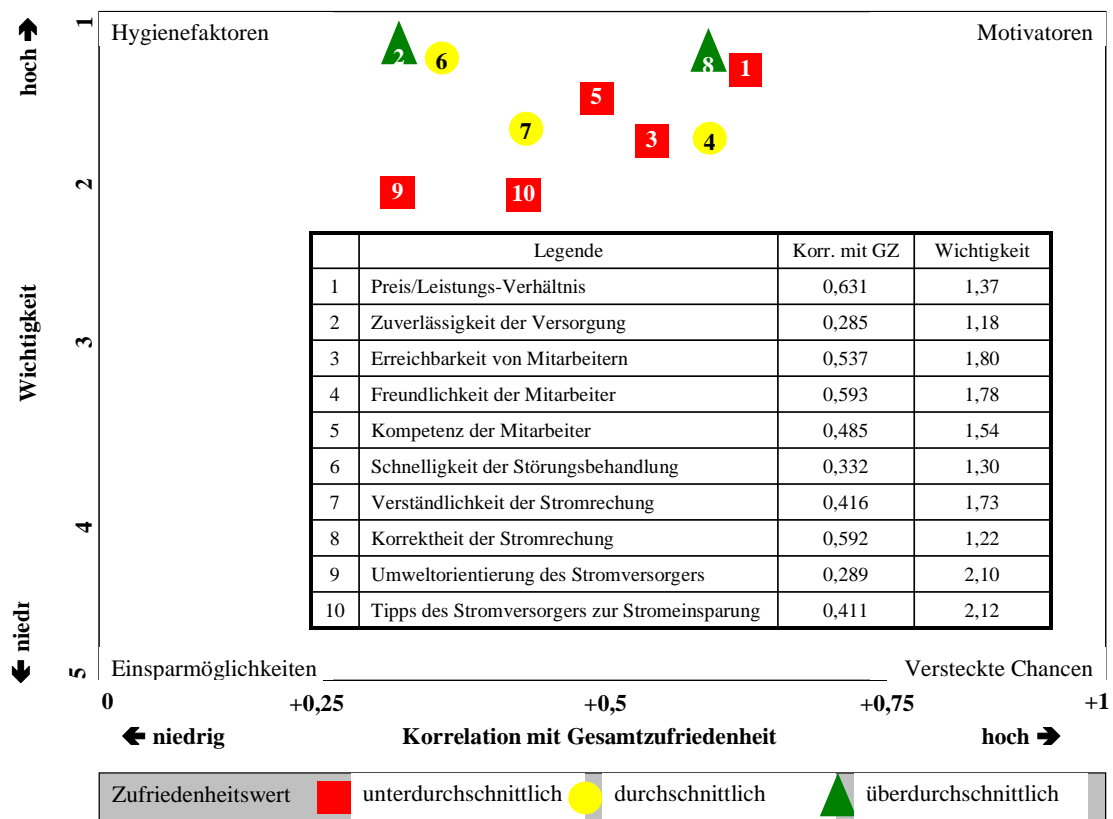 1
Hygienefaktoren
Motivatoren
hoch
2
6
8
1
5
7
3
4
2
9
10
Legende Korr. mit GZ Wichtigkeit
1 Preis/Leistungs-Verhältnis 0,631 1,37
2 Zuverlässigkeit der Versorgung 0,285 1,18
3 Erreichbarkeit von Mitarbeitern 0,537 1,80
4 Freundlichkeit der Mitarbeiter 0,593 1,78
5 Kompetenz der Mitarbeiter 0,485 1,54
6 Schnelligkeit der Störungsbehandlung 0,332 1,30
7 Verständlichkeit der Stromrechung 0,416 1,73
8 Korrektheit der Stromrechung 0,592 1,22
9 Umweltorientierung des Stromversorgers 0,289 2,10
10 Tipps des Stromversorgers zur Stromeinsparung 0,411 2,12
Wichtigkeit
3
4
niedr
5
Einsparmöglichkeiten
Versteckte Chancen
0 +0,25 +0,5 +0,75 +1
niedrig Korrelation mit Gesamtzufriedenheit hoch
Zufriedenheitswert unterdurchschnittlich durchschnittlich überdurchschnittlich